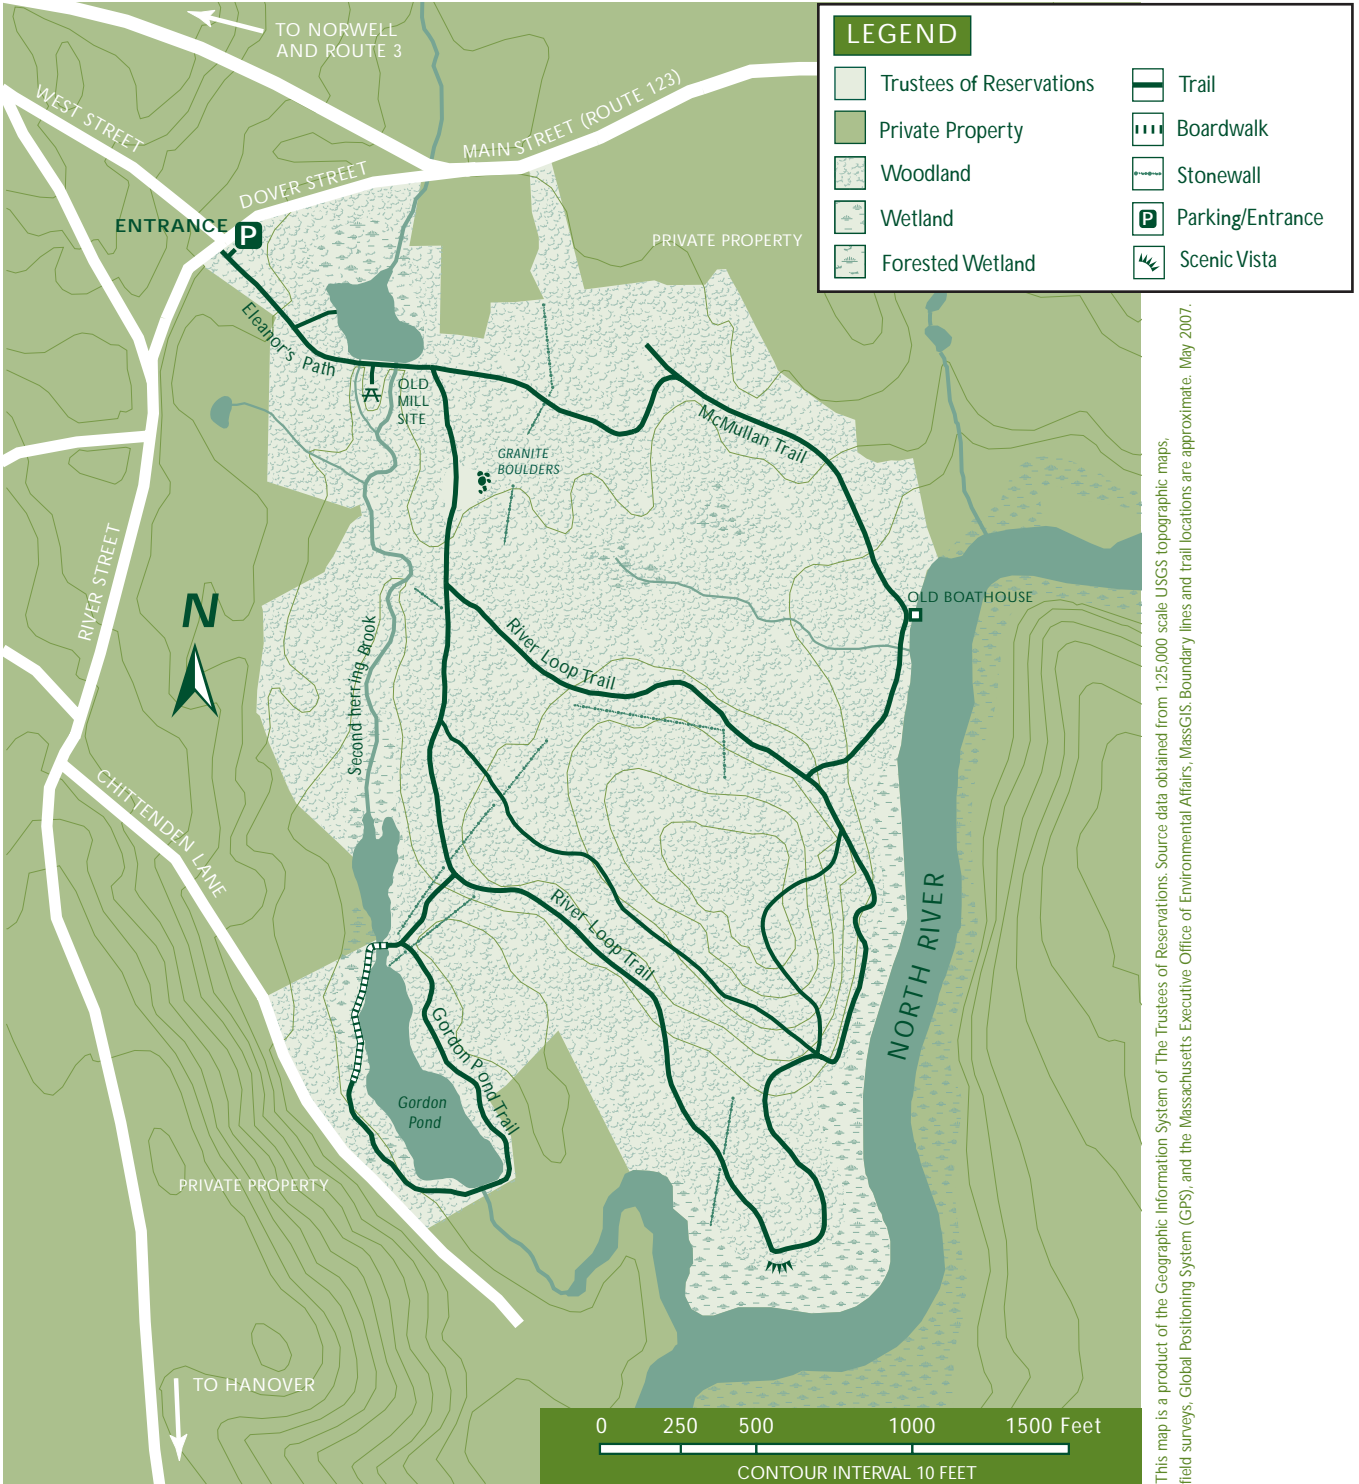 TO NORWELL
AND ROUTE 3
WEST STREET
MAIN STREET (ROUTE 123)
DOVER STREET
ENTRANCE
P
LEGEND
Trustees of Reservations
Private Property
Woodland
Wetland
Forested Wetland
Trail
Boardwalk
Stonewall
P
Parking/Entrance
Scenic Vista
PRIVATE PROPERTY
Eleanor's Path
OLD
MILL
SITE
McMullan Trail
GRANITE
BOULDERS
RIVER STREET
N
OLD BOATHOUSE
River Loop Trail
Second herring Brook
CHITTENDEN LANE
River Loop Trail
NORTH RIVER
Gordon Pond Trail
Gordon
Pond
PRIVATE PROPERTY
TO HANOVER
0 250 500 1000 1500 Feet
CONTOUR INTERVAL 10 FEET
This map is a product of the Geographic Information System of The Trustees of Reservations. Source data obtained from 1:25,000 scale USGS topographic maps,
field surveys, Global Positioning System (GPS), and the Massachusetts Executive Office of Environmental Affairs, MassGIS. Boundary lines and trail locations are approximate. May 2007.